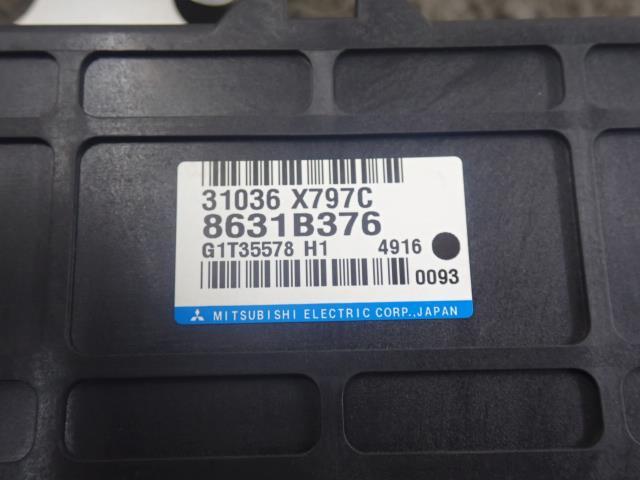 31036 X797C
8631B376
G1T35578 H1 4916
0093
MITSUBISHI ELECTRIC CORP.,JAPAN